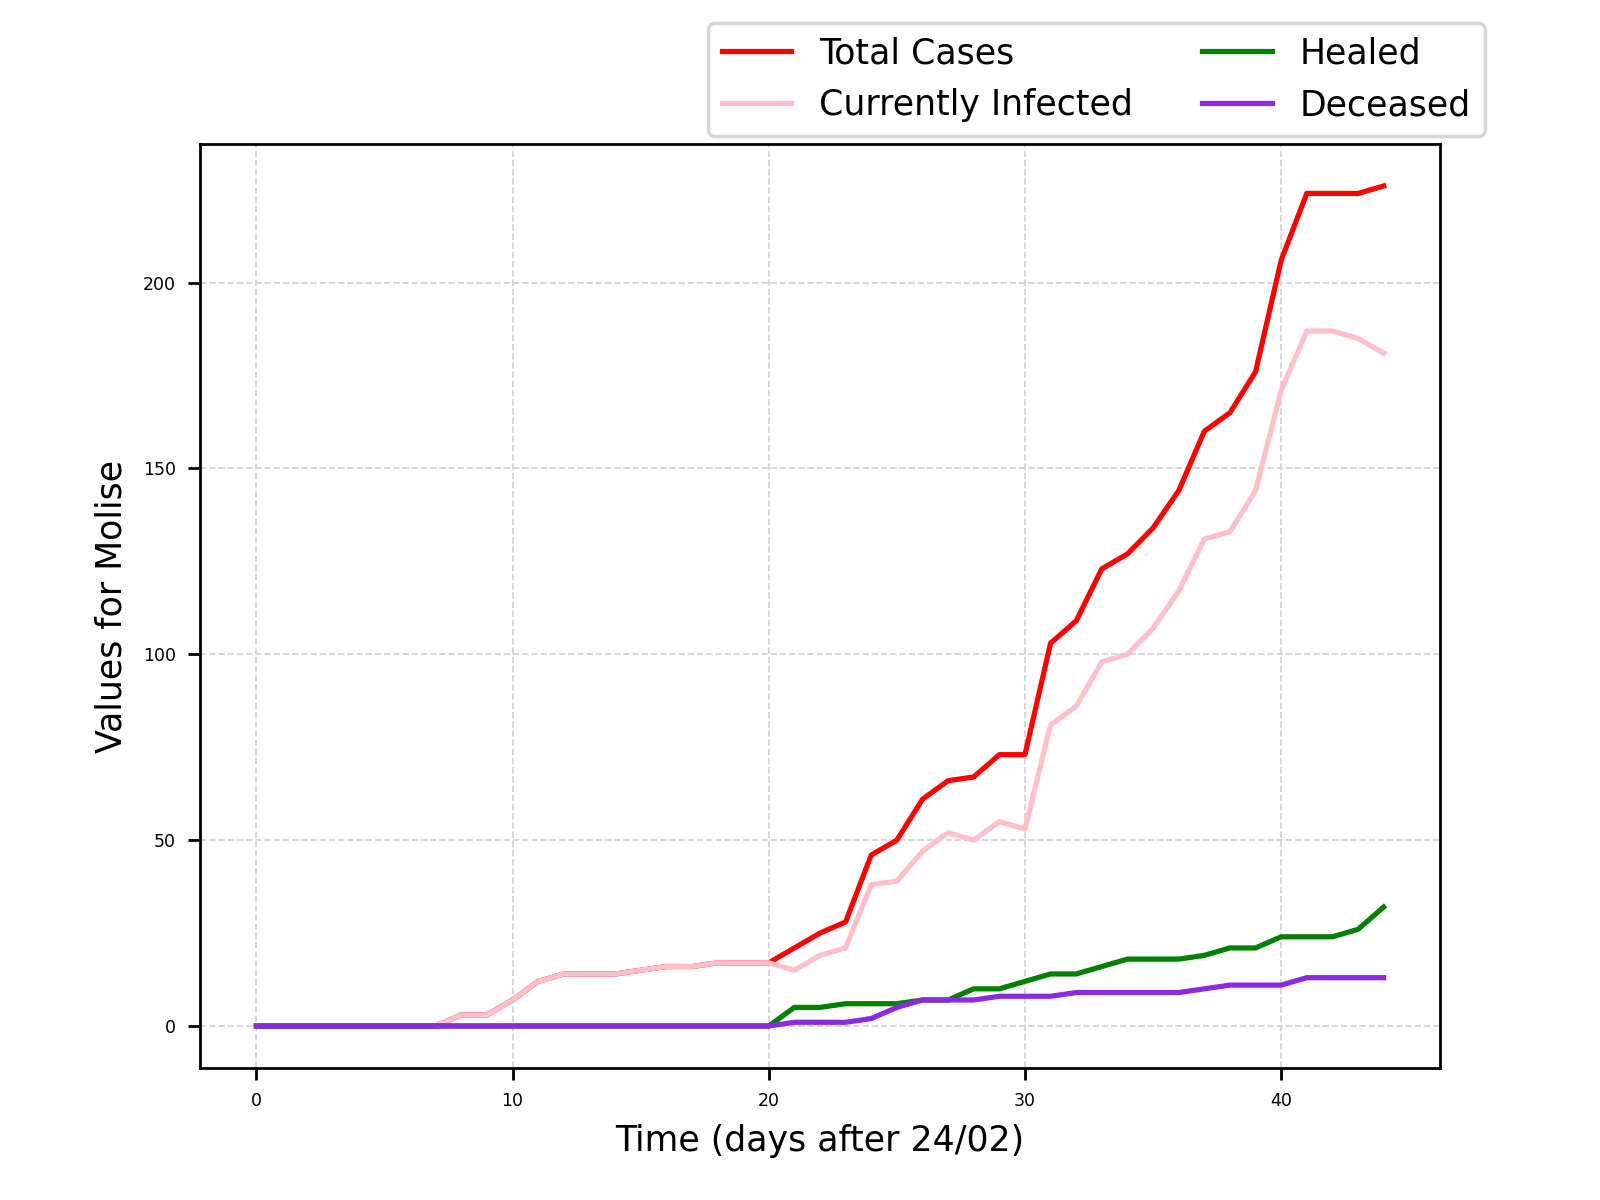 Total Cases
Currently Infected
Healed
Deceased
200
150
100
50
0
Values for Molise
0 10 20 30 40
Time (days after 24/02)